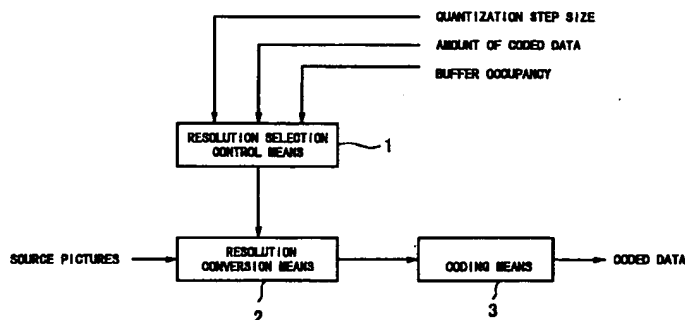 QUANTIZATION STEP SIZE
AMOUNT OF CODED DATA
BUFFER OCCUPANCY
RESOLUTION SELECTION
CONTROL MEANS
1
SOURCE PICTURES
RESOLUTION
CONVERSION MEANS
CODING MEANS
CODED DATA
2
3